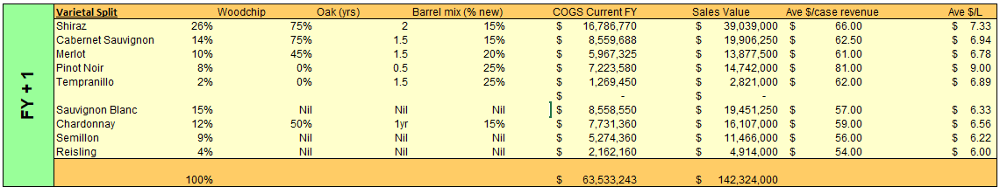 FY + 1
Varietal Split Woodchip Oak (yrs) Barrel mix (% new) COGS Current FY Sales Value Ave $/case revenue Ave $/L
Shiraz 26% 75% 2 15% $ 16,786,770 $ 39,039,000 $ 66.00 $ 7.33
Cabernet Sauvignon 14% 75% 1.5 15% $ 8,559,688 $ 19,906,250 $ 62.50 $ 6.94
Merlot 10% 45% 1.5 20% $ 5,967,325 $ 13,877,500 $ 61.00 $ 6.78
Pinot Noir 8% 0% 0.5 25% $ 7,223,580 $ 14,742,000 $ 81.00 $ 9.00
Tempranillo 2% 0% 1.5 25% $ 1,269,450 $ 2,821,000 $ 62.00 $ 6.89
$ - $ -
Sauvignon Blanc 15% Nil Nil Nil $ 8,558,550 $ 19,451,250 $ 57.00 $ 6.33
Chardonnay 12% 50% 1yr 15% $ 7,731,360 $ 16,107,000 $ 59.00 $ 6.56
Semillon 9% Nil Nil Nil $ 5,274,360 $ 11,466,000 $ 56.00 $ 6.22
Reisling 4% Nil Nil Nil $ 2,162,160 $ 4,914,000 $ 54.00 $ 6.00
100% $ 63,533,243 $ 142,324,000